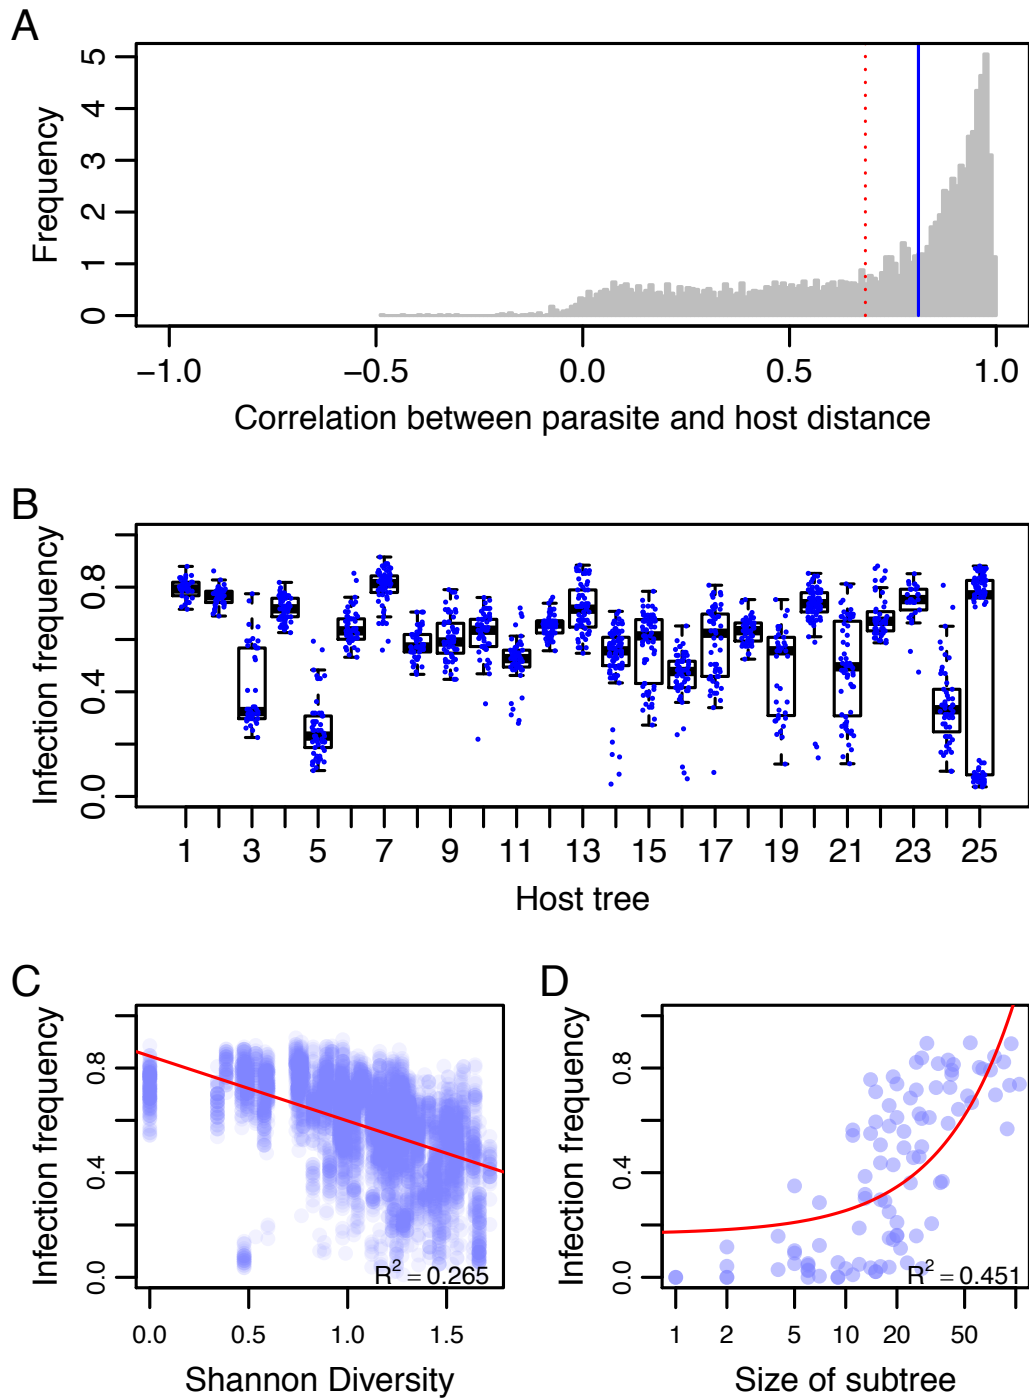 A
Frequency
5
4
3
2
1
0
−1.0 −0.5 0.0 0.5 1.0
Correlation between parasite and host distance
B
Infection frequency
0.8
0.4
0.0
1 3 5 7 9 11 13 15 17 19 21 23 25
Host tree
C
Infection frequency
0.8
0.4
0.0
R² = 0.265
0.0 0.5 1.0 1.5
Shannon Diversity
D
Infection frequency
0.8
0.4
0.0
R² = 0.451
1 2 5 10 20 50
Size of subtree